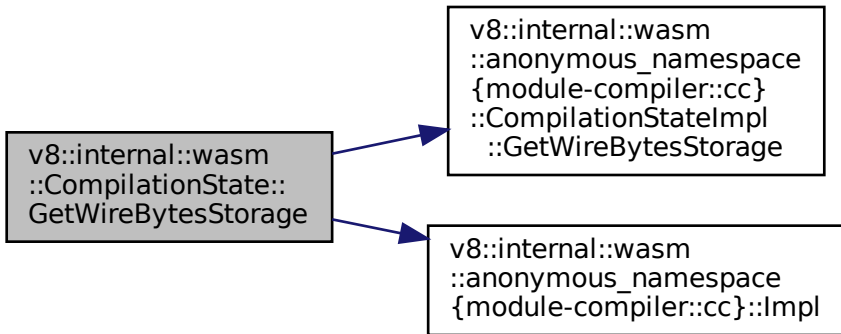 v8::internal::wasm
::CompilationState::
GetWireBytesStorage
v8::internal::wasm
::anonymous_namespace
{module-compiler::cc}
::CompilationStateImpl
::GetWireBytesStorage
v8::internal::wasm
::anonymous_namespace
{module-compiler::cc}::Impl